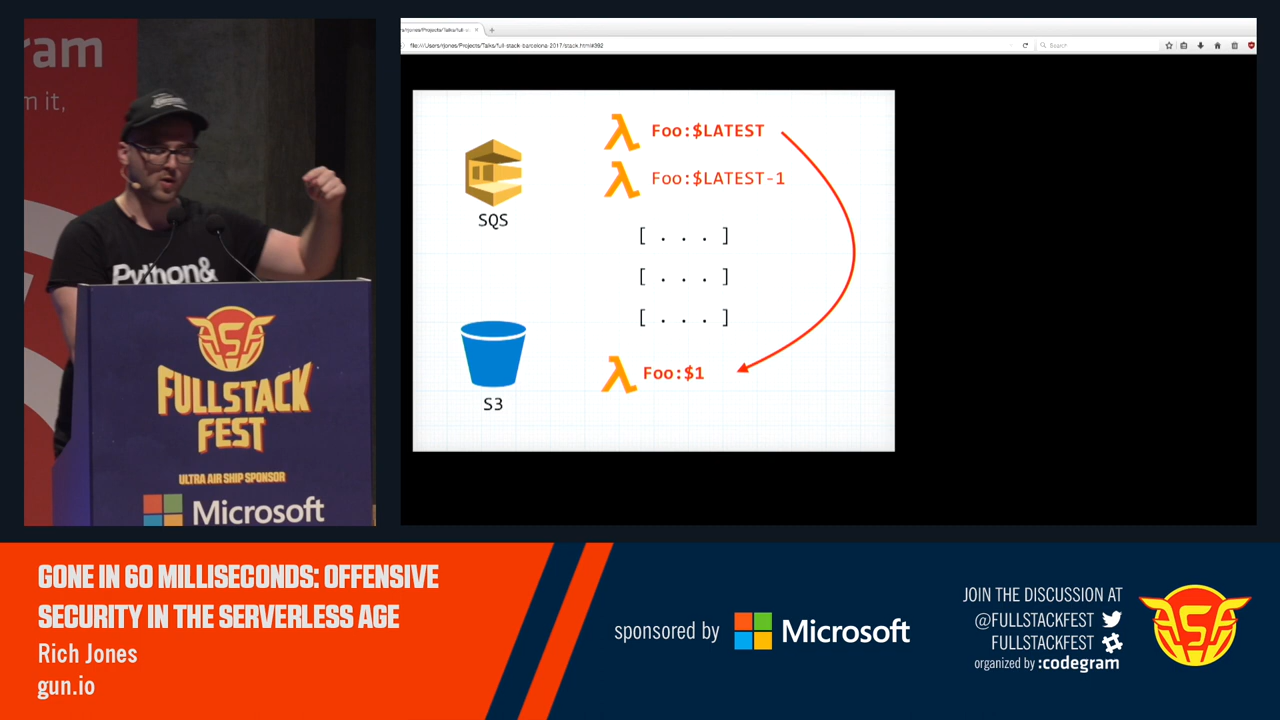 gram
m it,
Python&
FULLSTACK
FEST
ULTRA AIR SHIP SPONSOR
Microsoft
file:///Users/rjones/Projects/Talks/full-stack-barcelona-2017/stack.html#392
Search
SQS
S3
Foo:$LATEST
Foo:$LATEST-1
[ . . . ]
[ . . . ]
[ . . . ]
Foo:$1
GONE IN 60 MILLISECONDS: OFFENSIVE
SECURITY IN THE SERVERLESS AGE
Rich Jones
gun.io
sponsored by Microsoft
JOIN THE DISCUSSION AT
@FULLSTACKFEST
FULLSTACKFEST
organized by :codegram